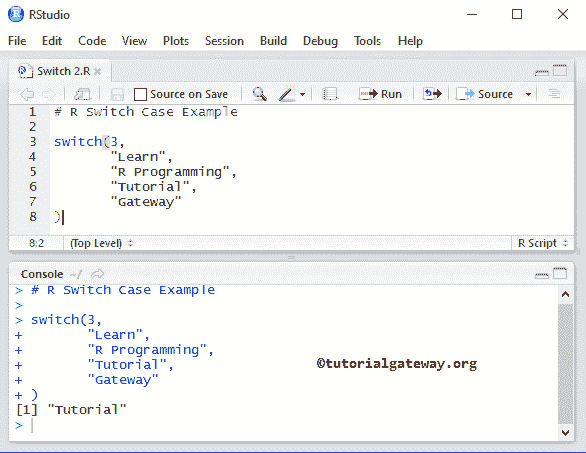 RStudio
File Edit Code View Plots Session Build Debug Tools Help
Switch 2.R
Source on Save Run Source
1 # R Switch Case Example
2
3 switch(3,
4 "Learn",
5 "R Programming",
6 "Tutorial",
7 "Gateway"
8 )
8:2 (Top Level) R Script
Console ~/
> # R Switch Case Example
>
> switch(3,
+ "Learn",
+ "R Programming",
+ "Tutorial",
+ "Gateway"
+ )
[1] "Tutorial"
>
©tutorialgateway.org